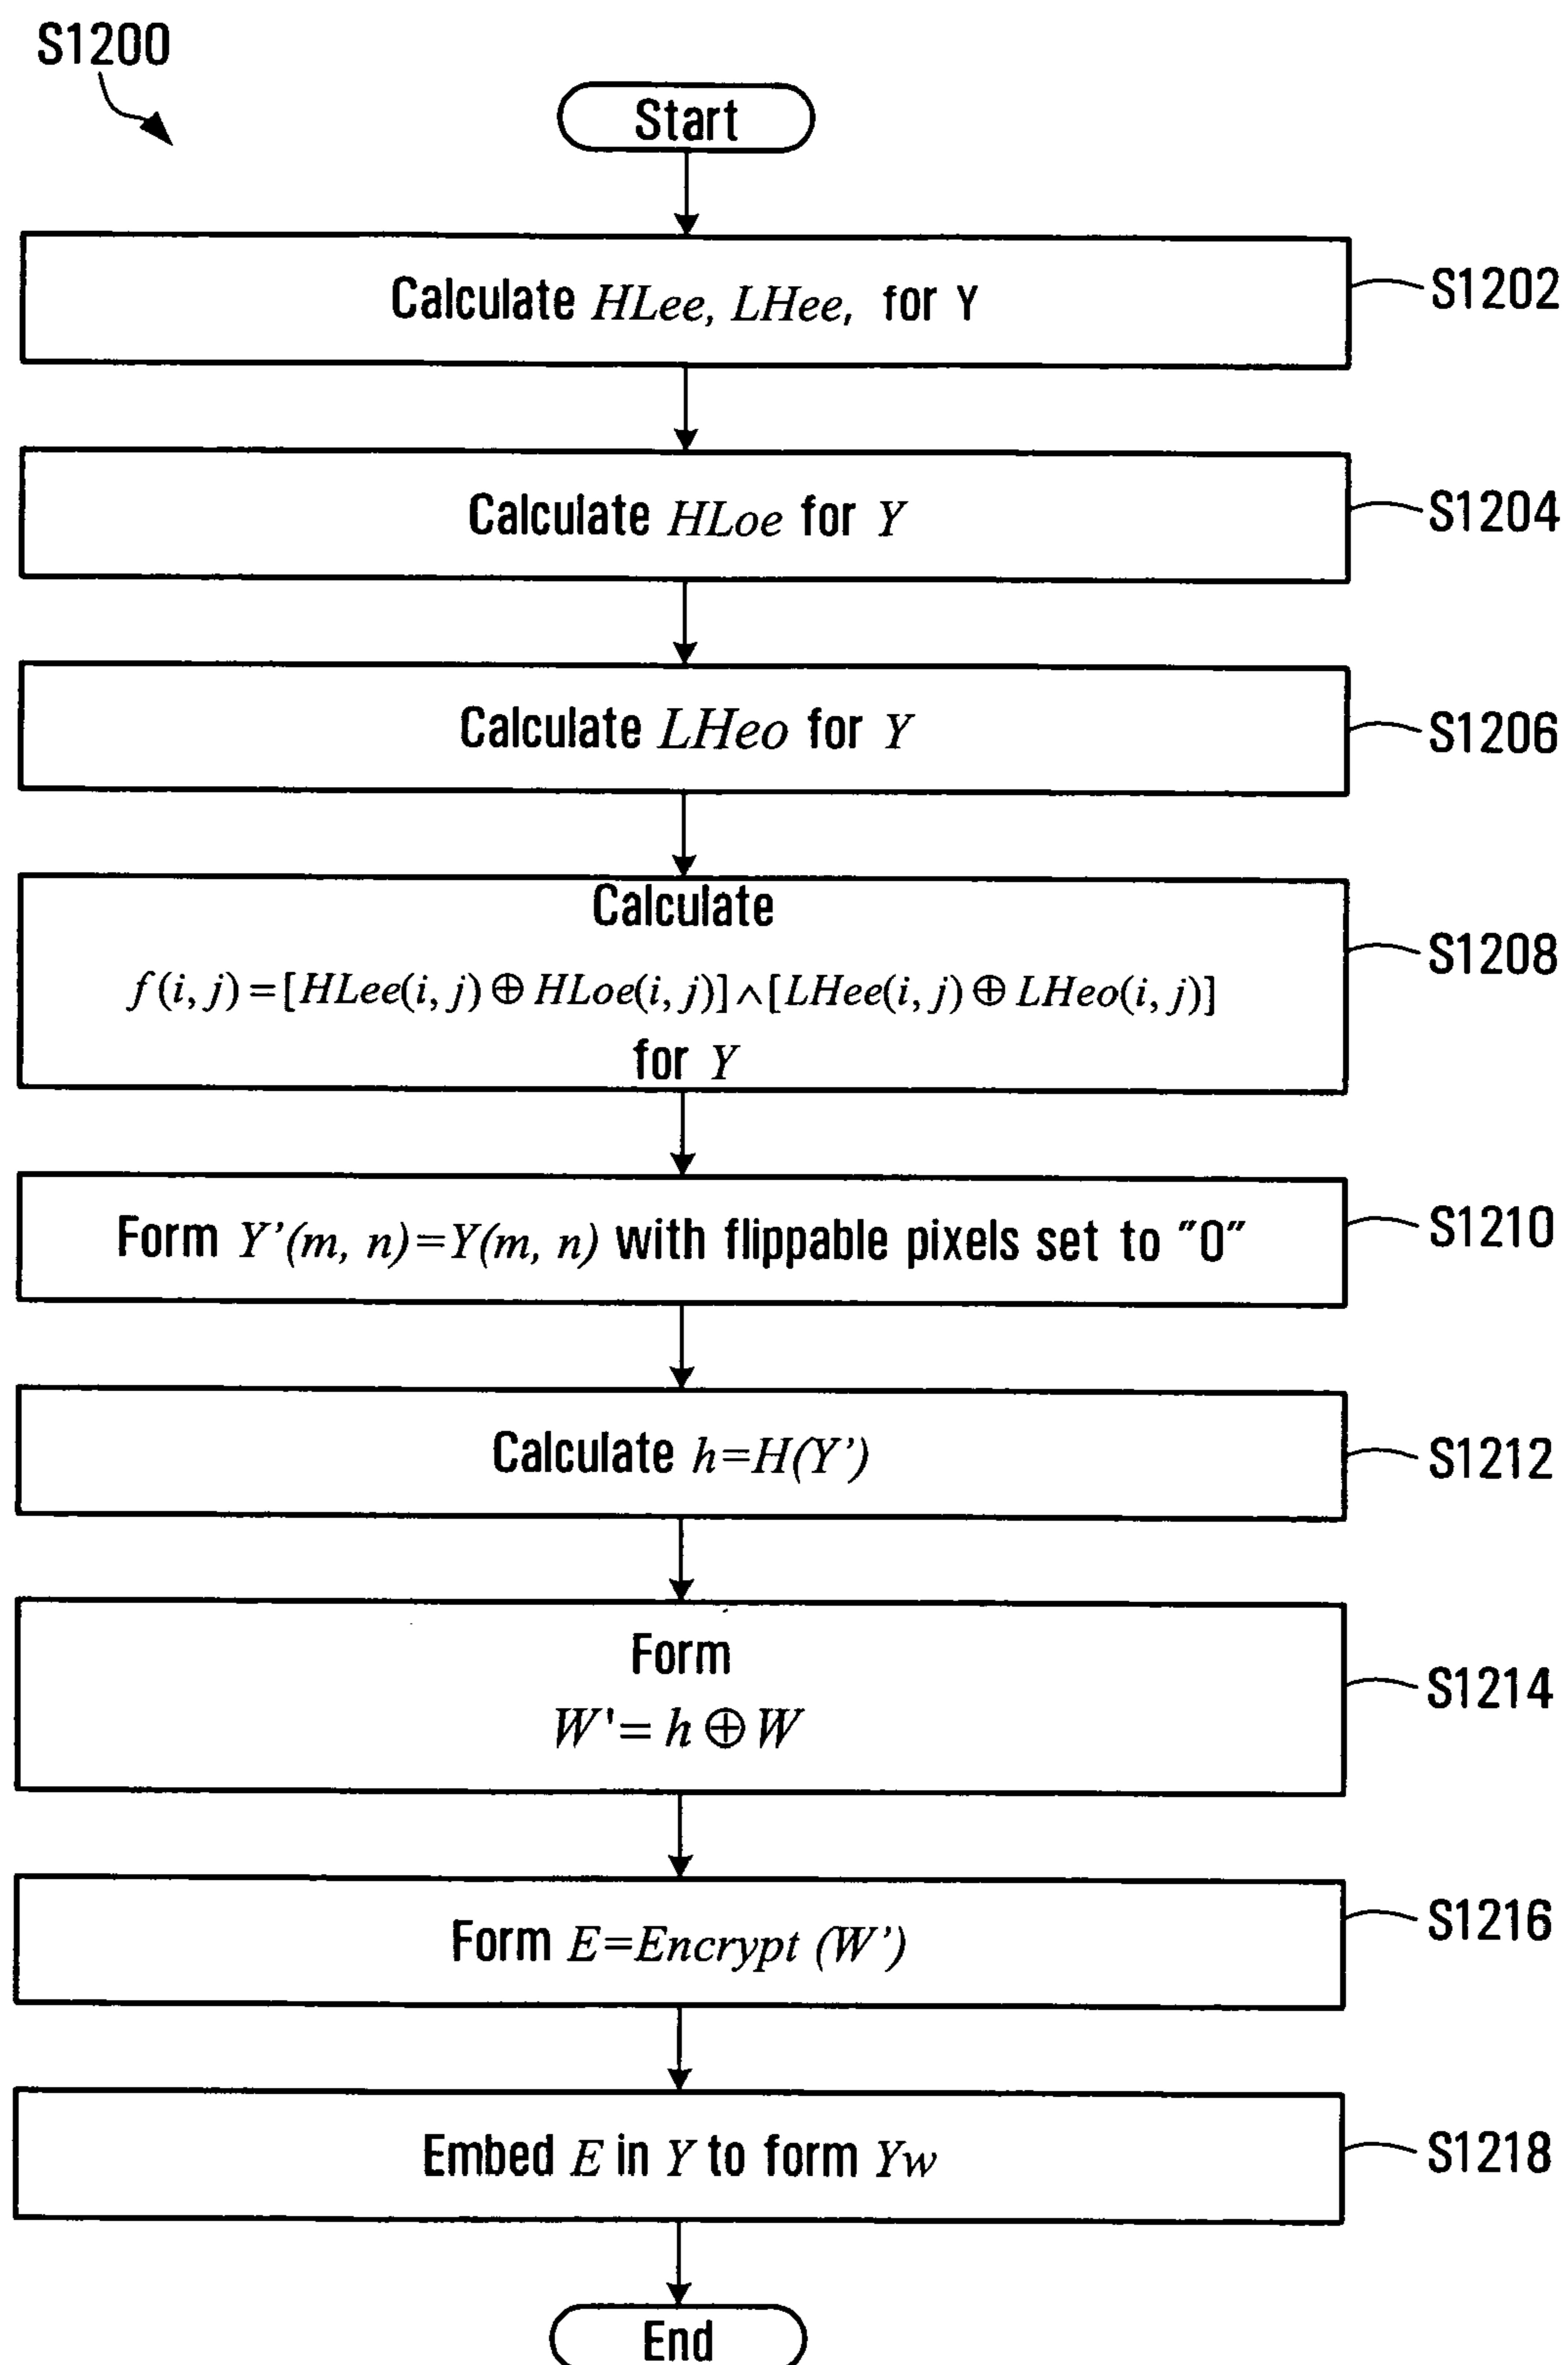 S1200
Start
Calculate HLee, LHee, for Y
S1202
Calculate HLoe for Y
S1204
Calculate LHeo for Y
S1206
Calculate
f(i, j) = [HLee(i, j) ⊕ HLoe(i, j)] ∧ [LHee(i, j) ⊕ LHeo(i, j)]
for Y
S1208
Form Y’(m, n)=Y(m, n) with flippable pixels set to "0"
S1210
Calculate h=H(Y’)
S1212
Form
W'= h ⊕ W
S1214
Form E=Encrypt (W’)
S1216
Embed E in Y to form Yw
S1218
End